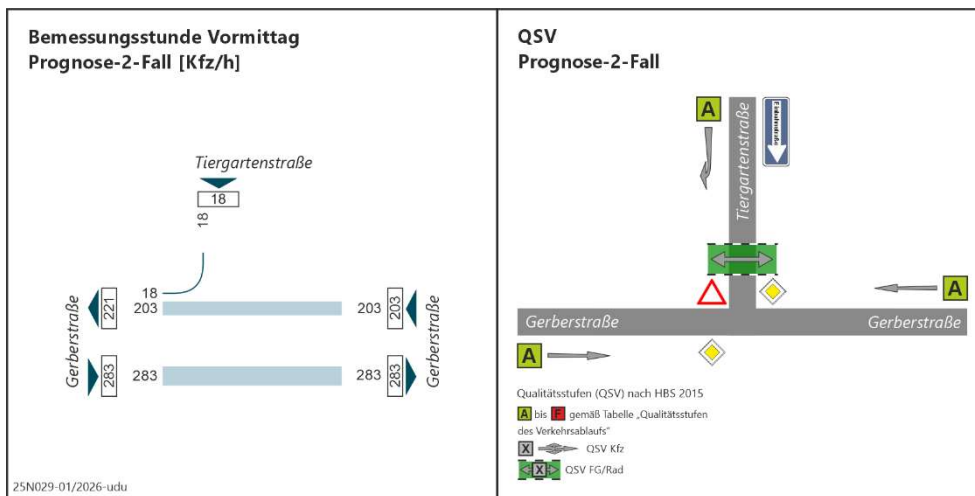 Bemessungsstunde Vormittag
Prognose-2-Fall [Kfz/h]
Tiergartenstraße
18
18
18
221
203
203
203
Gerberstraße
Gerberstraße
283
283
283
283
25N029-01/2026-udu
QSV
Prognose-2-Fall
A
Einbahnstraße
Tiergartenstraße
A
Gerberstraße
Gerberstraße
A
Qualitätsstufen (QSV) nach HBS 2015
A bis F gemäß Tabelle „Qualitätsstufen
des Verkehrsablaufs"
X QSV Kfz
X QSV FG/Rad